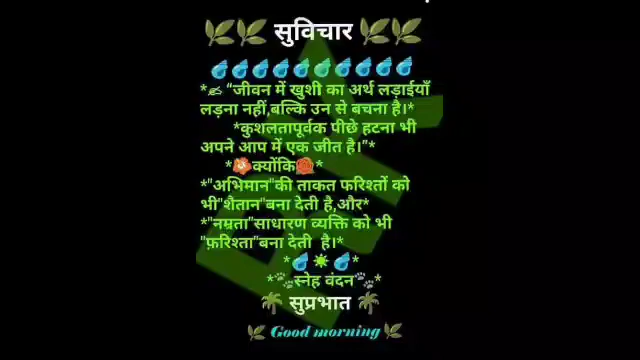 🌿🌿 सुविचार 🌿🌿
💧💧💧💧💧💧💧💧💧💧
*✍ "जीवन में खुशी का अर्थ लड़ाईयाँ
लड़ना नहीं,बल्कि उन से बचना है।*
*कुशलतापूर्वक पीछे हटना भी
अपने आप में एक जीत है।"*
*🌺क्योंकि🌹*
*"अभिमान"की ताकत फरिश्तों को
भी"शैतान"बना देती है,और*
*"नम्रता"साधारण व्यक्ति को भी
"फ़रिश्ता"बना देती है।*
*💧☀💧*
*🐾स्नेह वंदन🐾*
🌴 सुप्रभात 🌴
🌿 Good morning 🌿